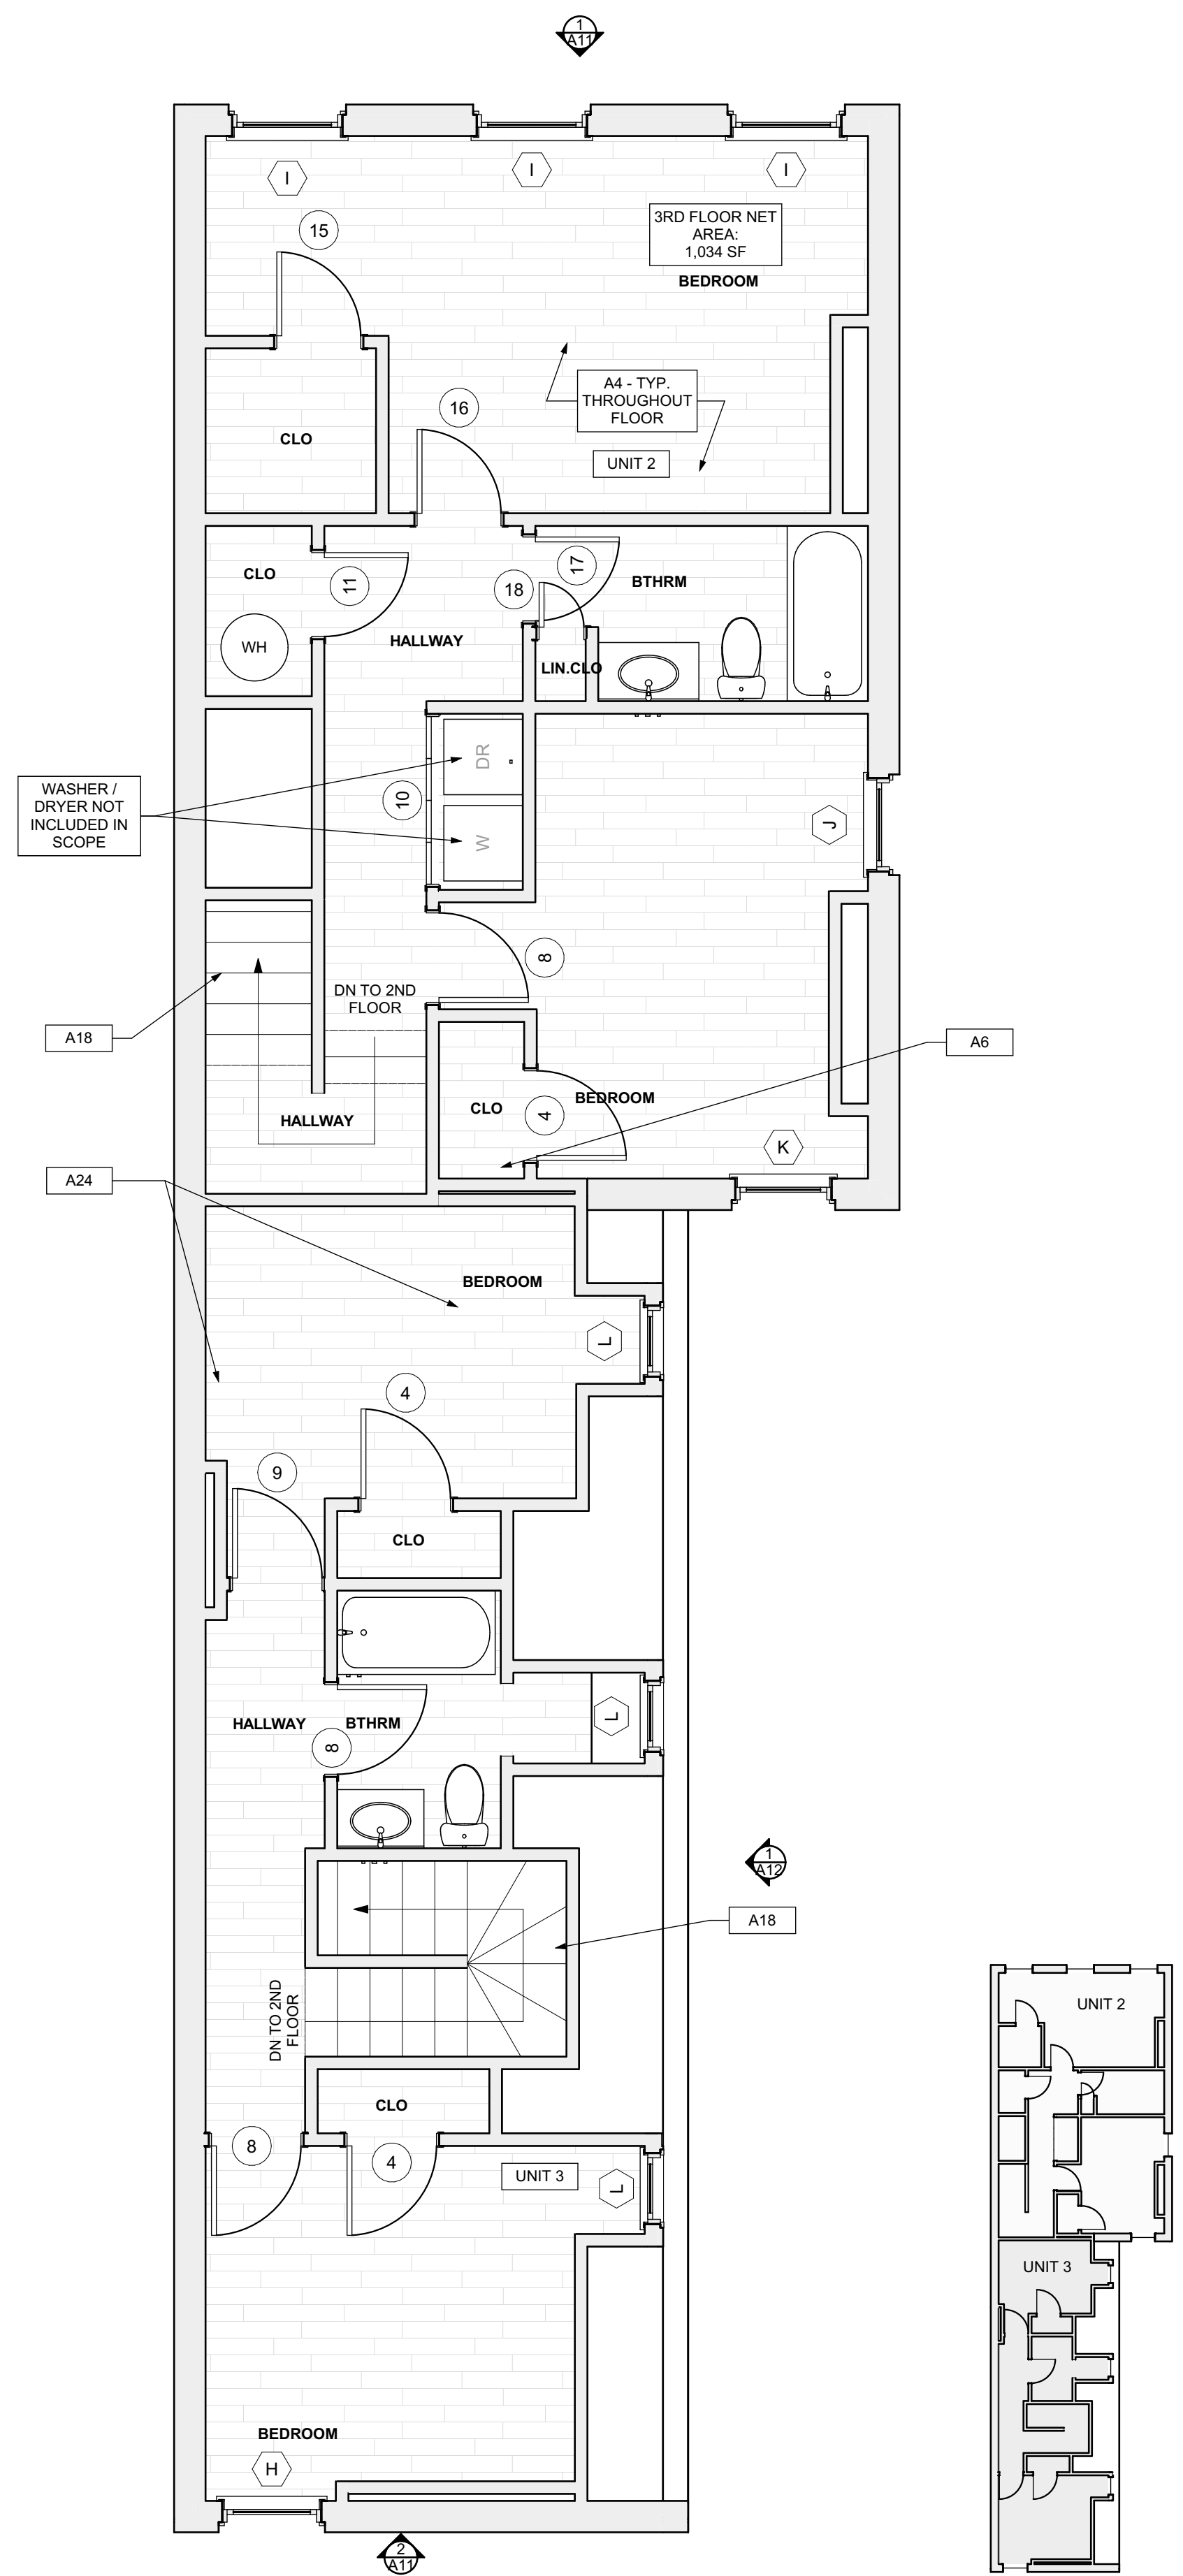 1
A11
I
I
I
15
3RD FLOOR NET
AREA:
1,034 SF
BEDROOM
A4 - TYP.
THROUGHOUT
FLOOR
16
CLO
UNIT 2
CLO
11
17
18
BTHRM
HALLWAY
WH
LIN.CLO
DR
WASHER /
DRYER NOT
INCLUDED IN
SCOPE
10
J
W
8
DN TO 2ND
FLOOR
A18
A6
BEDROOM
CLO
4
HALLWAY
K
A24
BEDROOM
L
4
9
CLO
HALLWAY
BTHRM
L
8
1
A12
A18
DN TO 2ND
FLOOR
UNIT 2
CLO
8
4
UNIT 3
L
UNIT 3
BEDROOM
H
2
A11